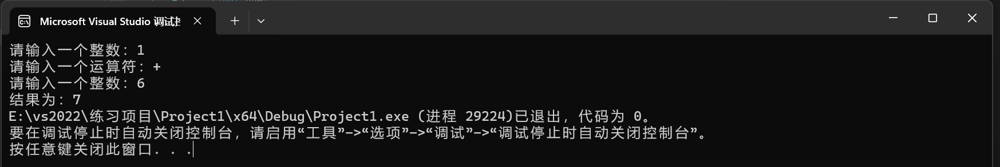 Microsoft Visual Studio 调试
请输入一个整数：1
请输入一个运算符：+
请输入一个整数：6
结果为：7
E:\vs2022\练习项目\Project1\x64\Debug\Project1.exe (进程 29224)已退出，代码为 0。
要在调试停止时自动关闭控制台，请启用“工具”->“选项”->“调试”->“调试停止时自动关闭控制台”。
按任意键关闭此窗口. . .